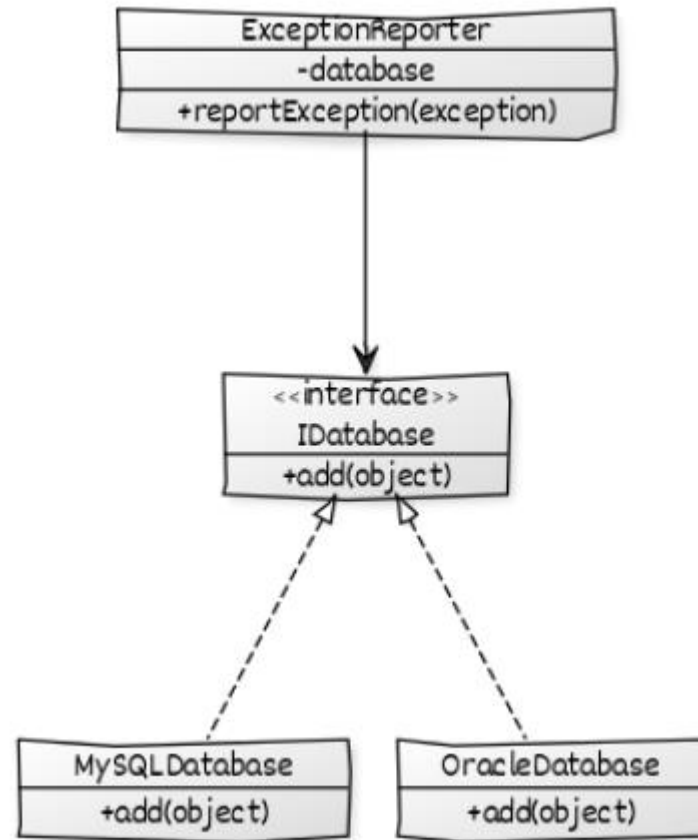 ExceptionReporter
-database
+reportException(exception)
<<interface>>
IDatabase
+add(object)
MySQLDatabase
+add(object)
OracleDatabase
+add(object)